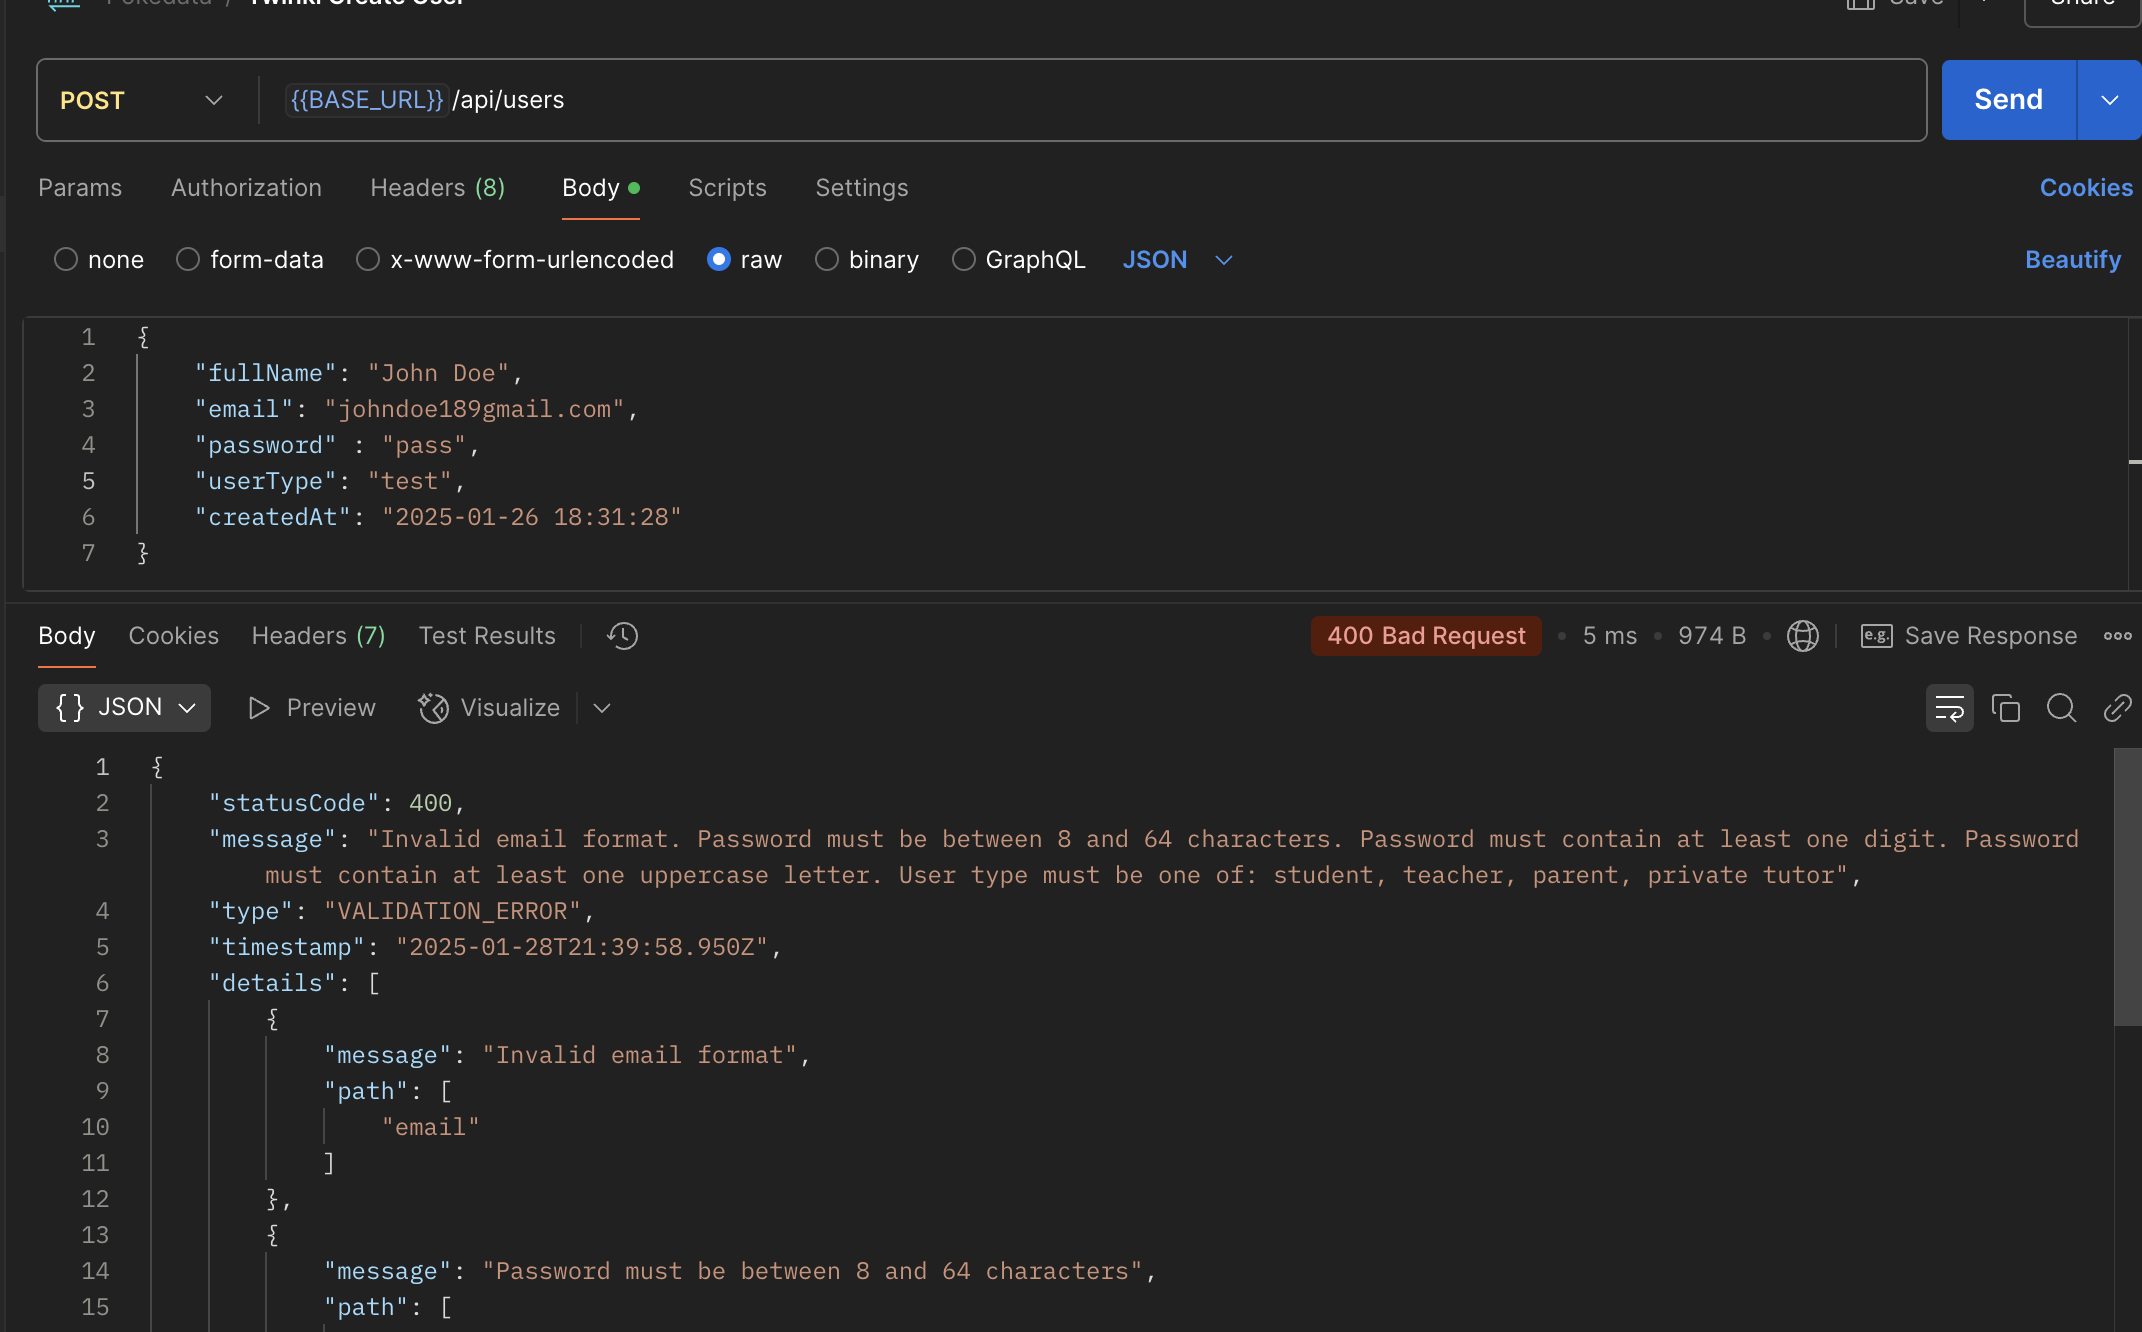 Pokedata / Twinkl Create User
Save
Share
POST
{{BASE_URL}}/api/users
Send
Params
Authorization
Headers (8)
Body
Scripts
Settings
Cookies
none
form-data
x-www-form-urlencoded
raw
binary
GraphQL
JSON
Beautify
1 {
2 "fullName": "John Doe",
3 "email": "johndoe189gmail.com",
4 "password" : "pass",
5 "userType": "test",
6 "createdAt": "2025-01-26 18:31:28"
7 }
Body
Cookies
Headers (7)
Test Results
400 Bad Request
5 ms
974 B
e.g.
Save Response
{} JSON
Preview
Visualize
1 {
2 "statusCode": 400,
3 "message": "Invalid email format. Password must be between 8 and 64 characters. Password must contain at least one digit. Password
must contain at least one uppercase letter. User type must be one of: student, teacher, parent, private tutor",
4 "type": "VALIDATION_ERROR",
5 "timestamp": "2025-01-28T21:39:58.950Z",
6 "details": [
7 {
8 "message": "Invalid email format",
9 "path": [
10 "email"
11 ]
12 },
13 {
14 "message": "Password must be between 8 and 64 characters",
15 "path": [